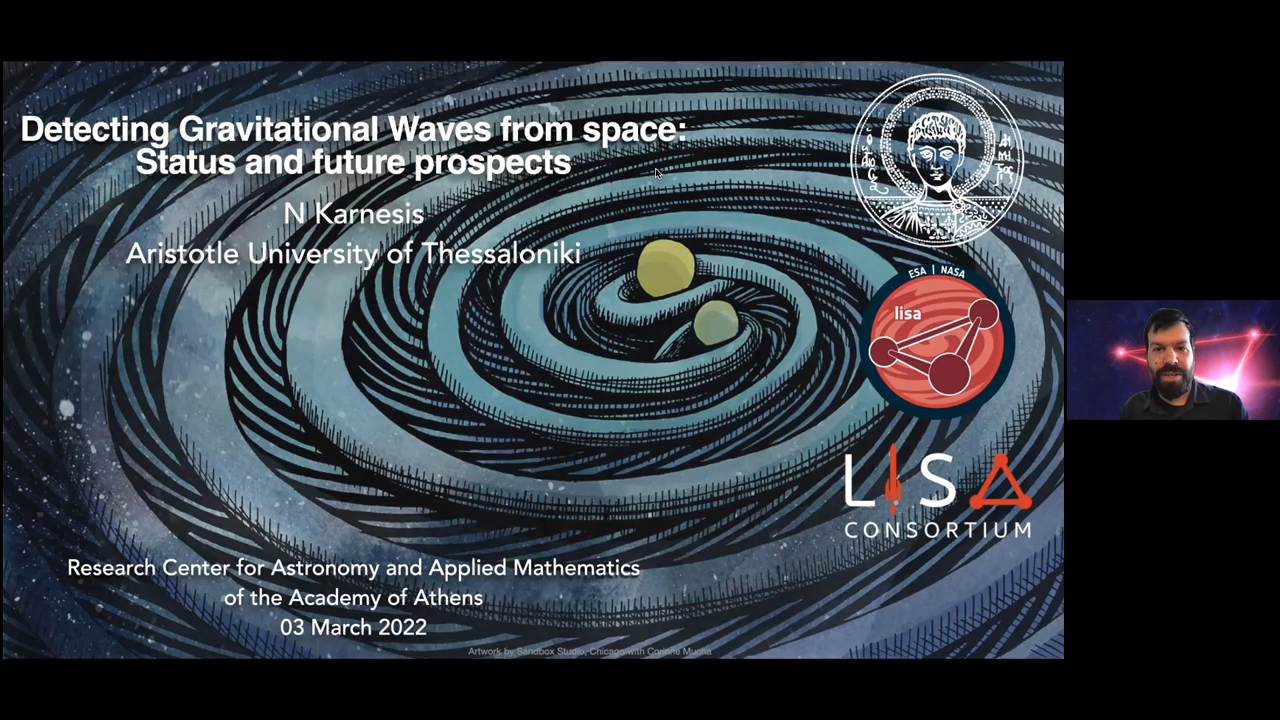 Detecting Gravitational Waves from space:
Status and future prospects
N Karnesis
Aristotle University of Thessaloniki
ESA | NASA
lisa
LISA
CONSORTIUM
Research Center for Astronomy and Applied Mathematics
of the Academy of Athens
03 March 2022
Artwork by Sandbox Studio, Chicago with Corinne Mucha